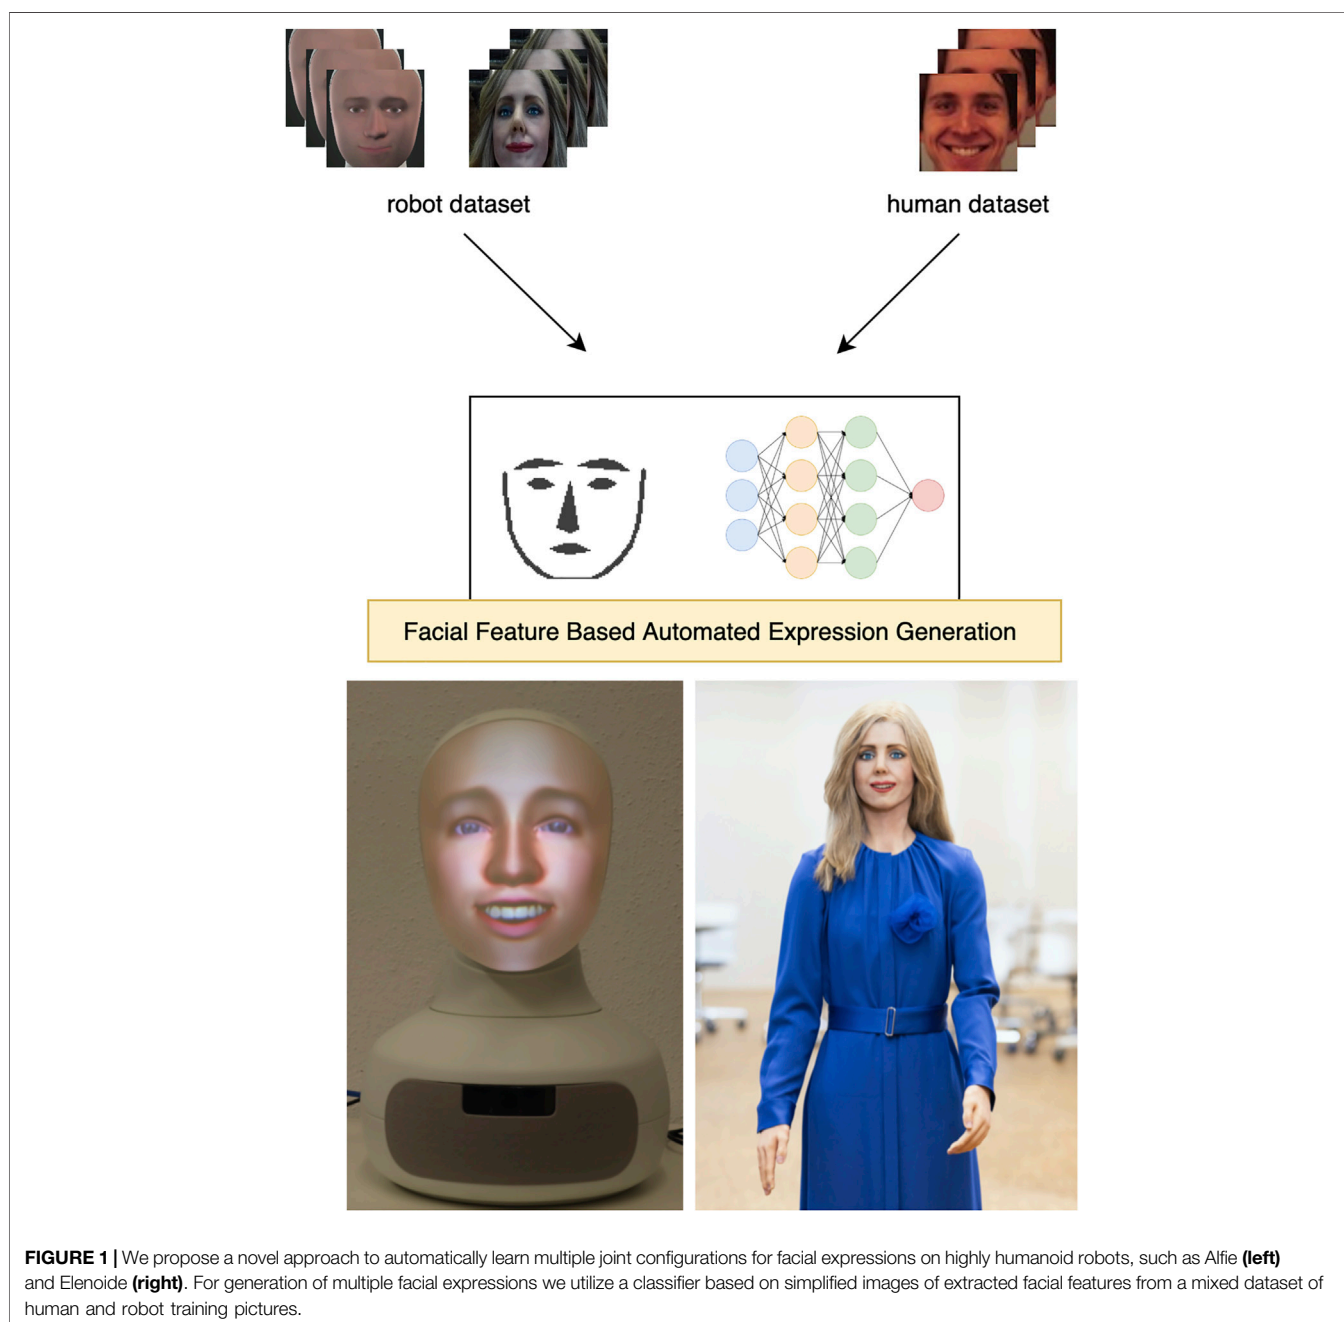 robot dataset
human dataset
Facial Feature Based Automated Expression Generation
FIGURE 1 | We propose a novel approach to automatically learn multiple joint configurations for facial expressions on highly humanoid robots, such as Alfie (left)
and Elenoide (right). For generation of multiple facial expressions we utilize a classifier based on simplified images of extracted facial features from a mixed dataset of
human and robot training pictures.